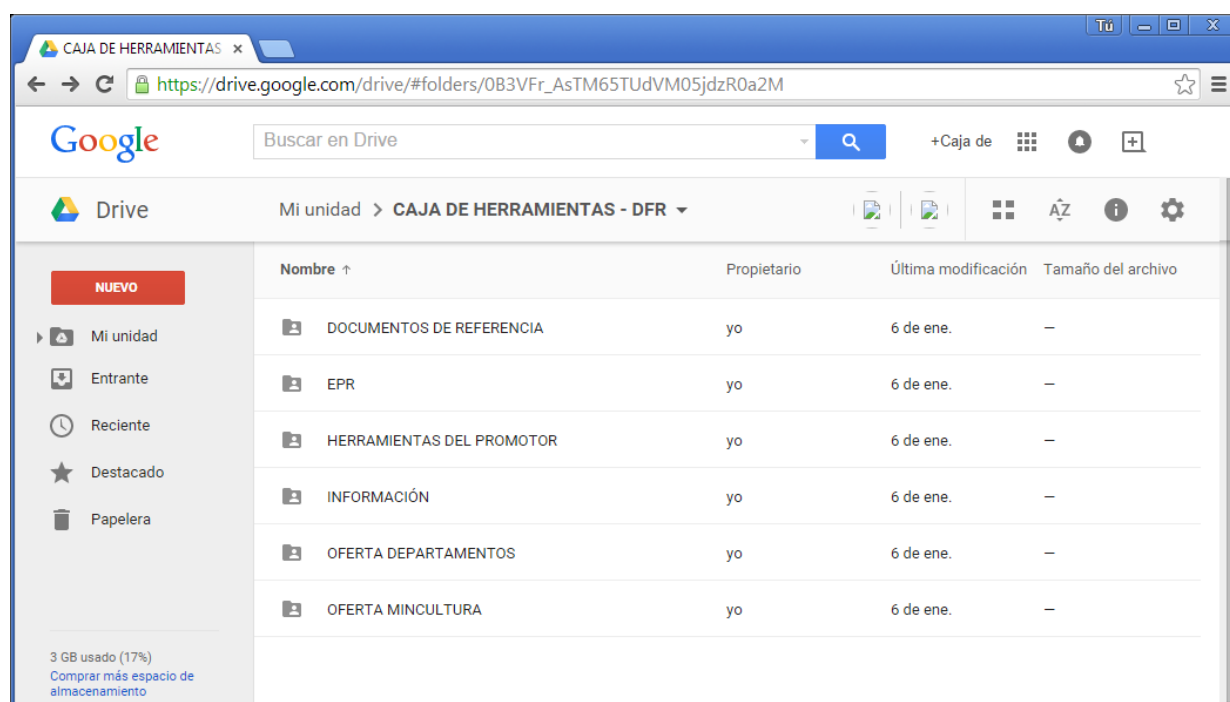 Tú
CAJA DE HERRAMIENTAS
https://drive.google.com/drive/#folders/0B3VFr_AsTM65TUdVM05jdzR0a2M
Google
Buscar en Drive
+Caja de
Drive
Mi unidad > CAJA DE HERRAMIENTAS - DFR
AZ
NUEVO
Mi unidad
Entrante
Reciente
Destacado
Papelera
3 GB usado (17%)
Comprar más espacio de
almacenamiento
Nombre ↑ Propietario Última modificación Tamaño del archivo
DOCUMENTOS DE REFERENCIA yo 6 de ene. —
EPR yo 6 de ene. —
HERRAMIENTAS DEL PROMOTOR yo 6 de ene. —
INFORMACIÓN yo 6 de ene. —
OFERTA DEPARTAMENTOS yo 6 de ene. —
OFERTA MINCULTURA yo 6 de ene. —